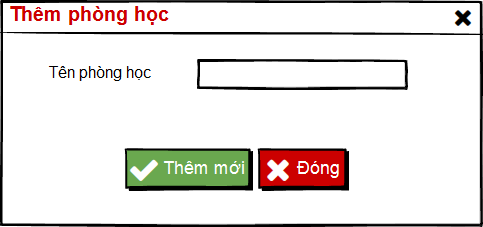 Thêm phòng học
Tên phòng học
Thêm mới
Đóng